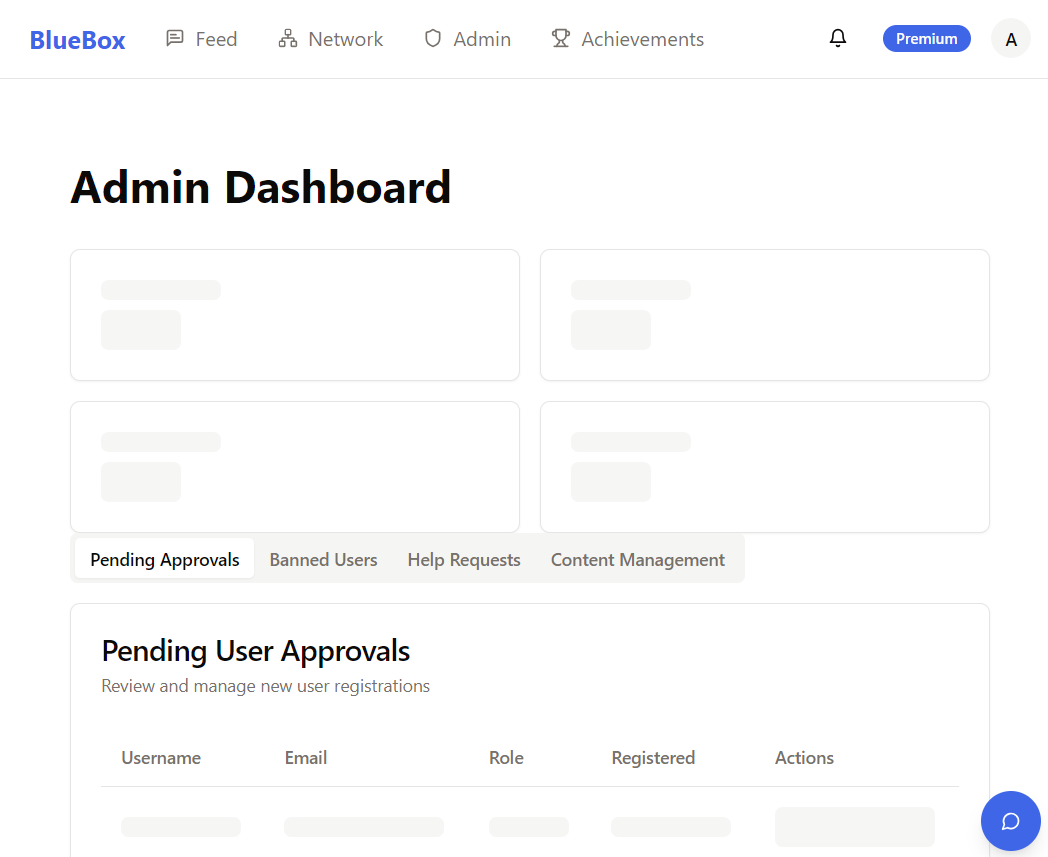 BlueBox Feed Network Admin Achievements Premium A
Admin Dashboard
Pending Approvals Banned Users Help Requests Content Management
Pending User Approvals
Review and manage new user registrations
Username Email Role Registered Actions